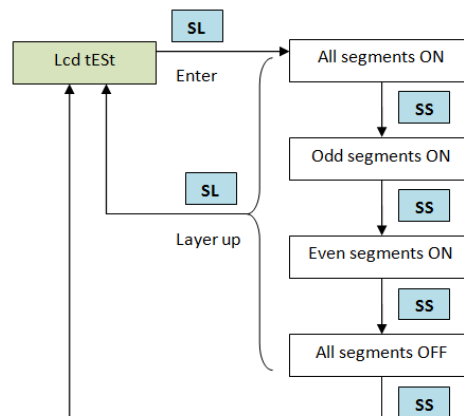 SL
Lcd tESt
Enter
All segments ON
SS
Odd segments ON
SS
SL
Layer up
Even segments ON
SS
All segments OFF
SS